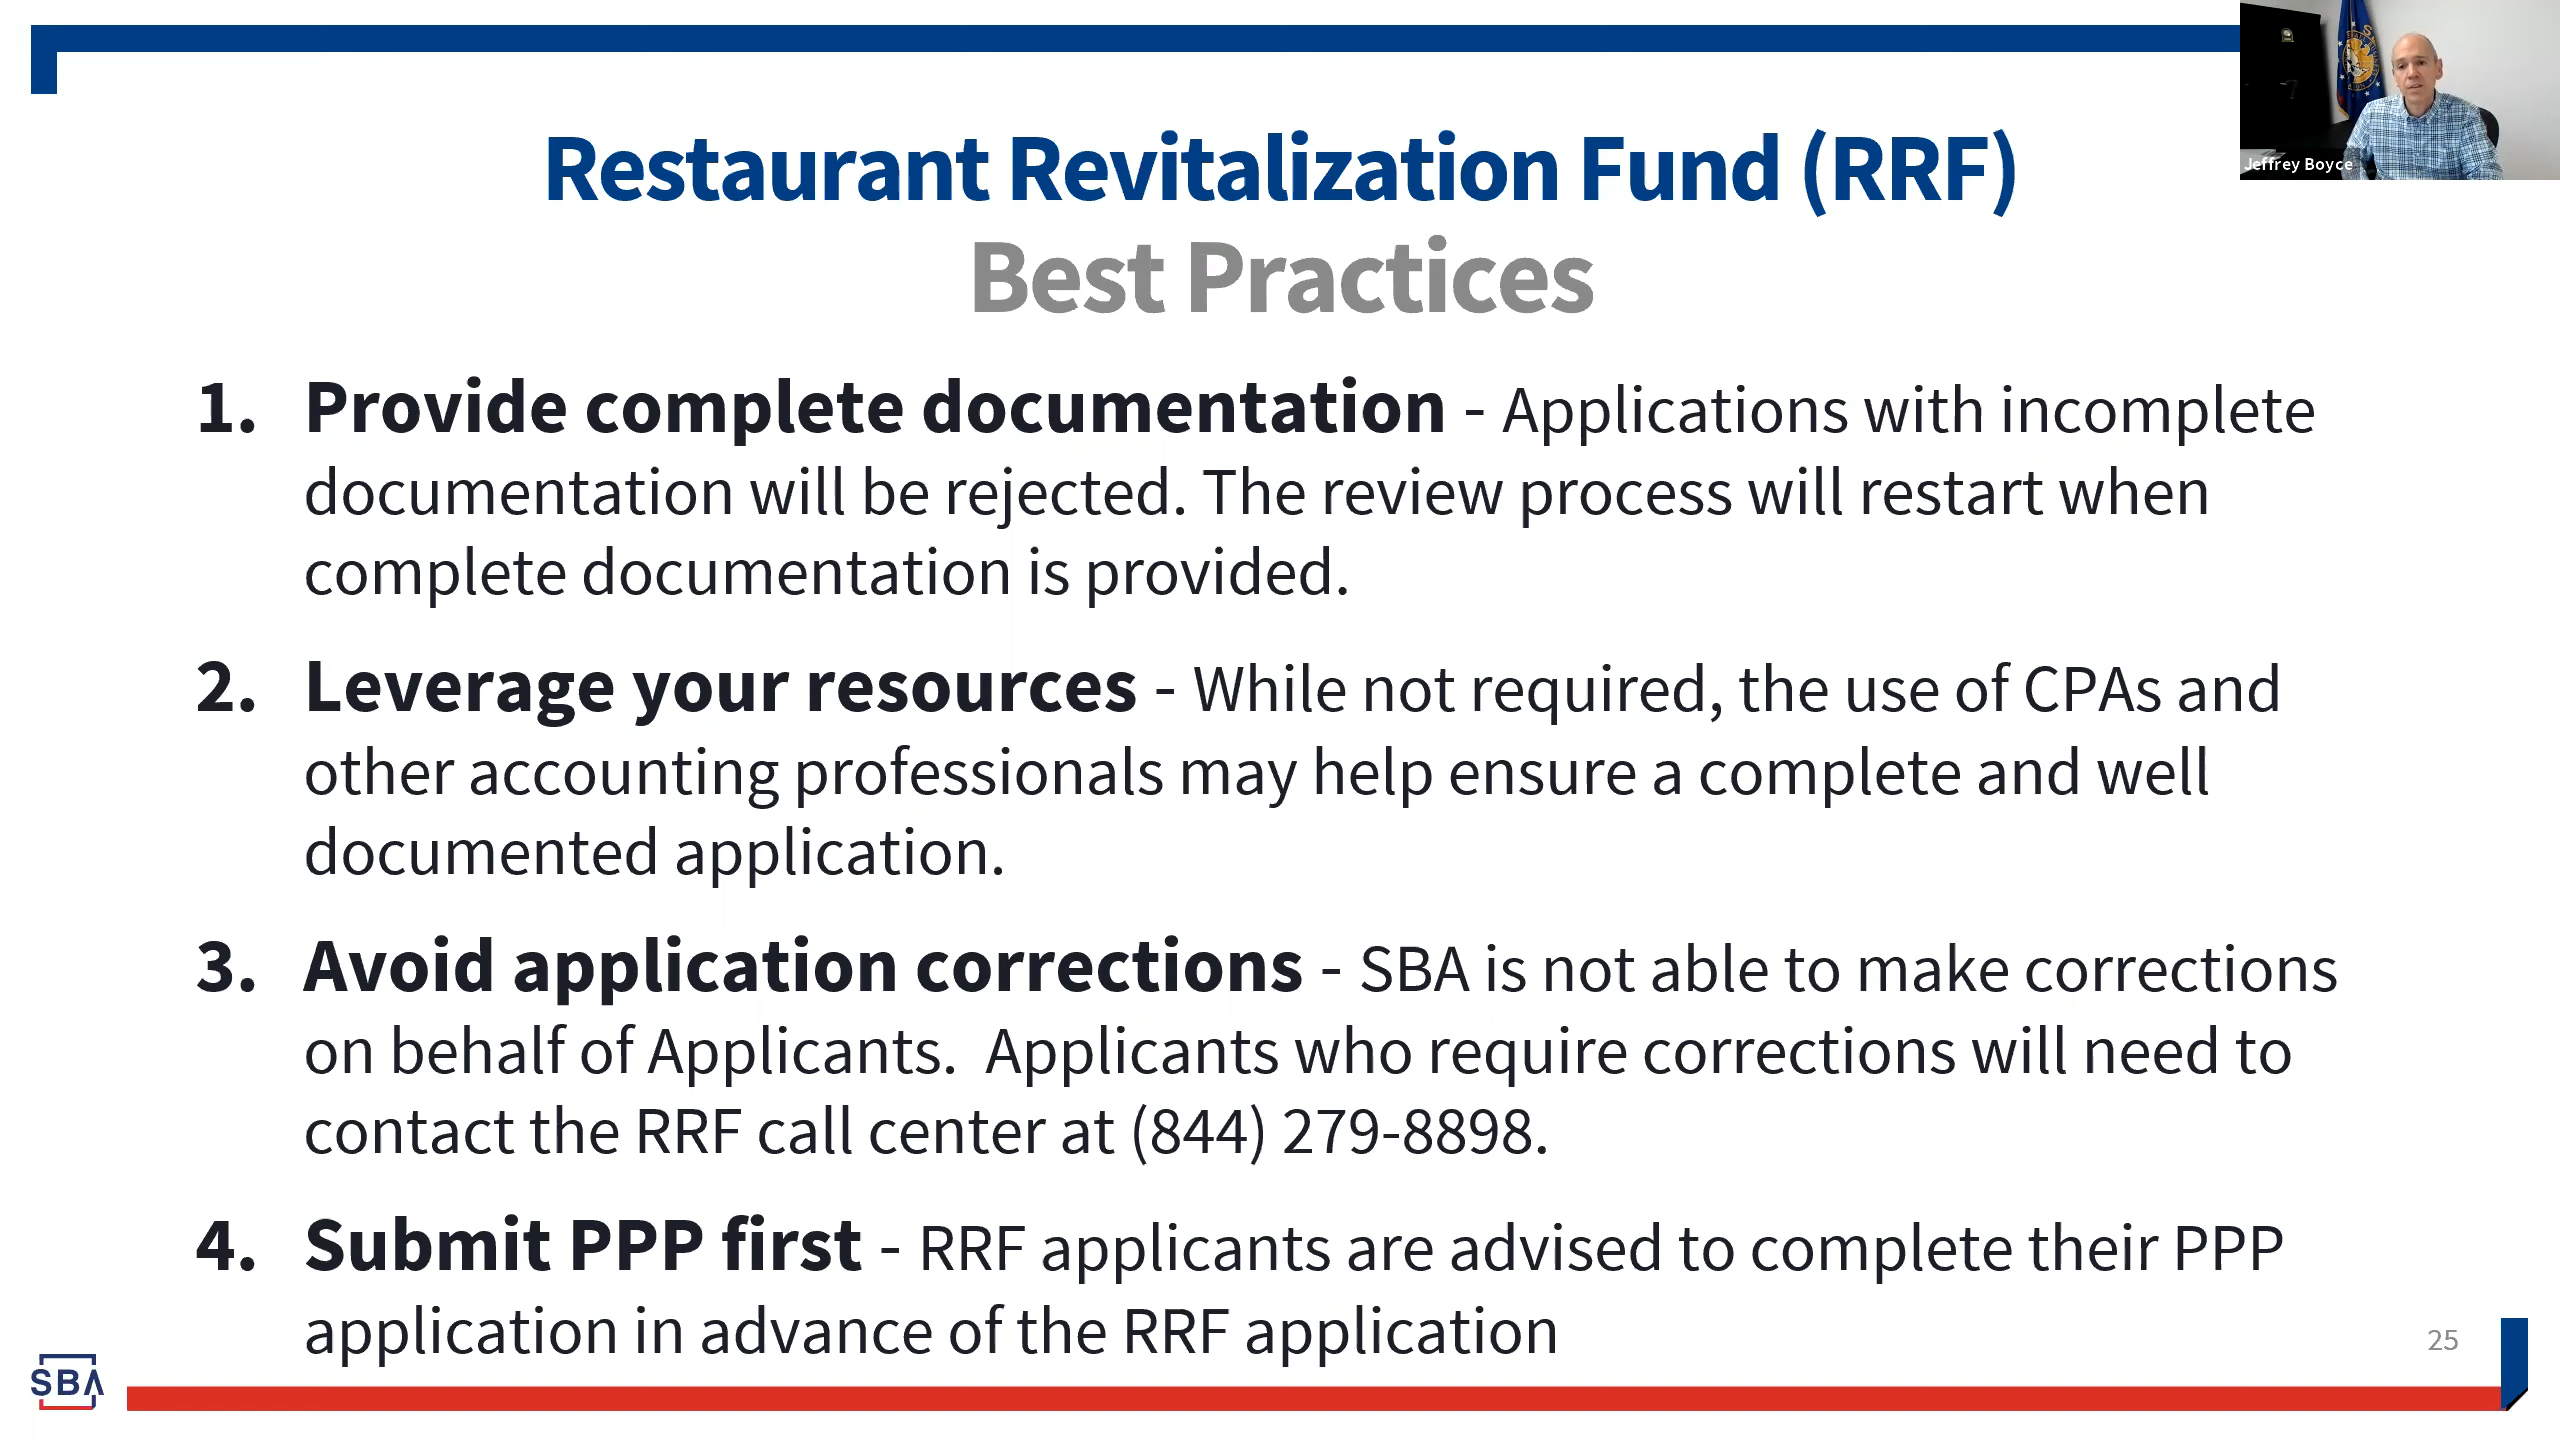 Restaurant Revitalization Fund (RRF)
Best Practices
Jeffrey Boyce
1. Provide complete documentation - Applications with incomplete
documentation will be rejected. The review process will restart when
complete documentation is provided.
2. Leverage your resources - While not required, the use of CPAs and
other accounting professionals may help ensure a complete and well
documented application.
3. Avoid application corrections - SBA is not able to make corrections
on behalf of Applicants.  Applicants who require corrections will need to
contact the RRF call center at (844) 279-8898.
4. Submit PPP first - RRF applicants are advised to complete their PPP
application in advance of the RRF application
25
SBA